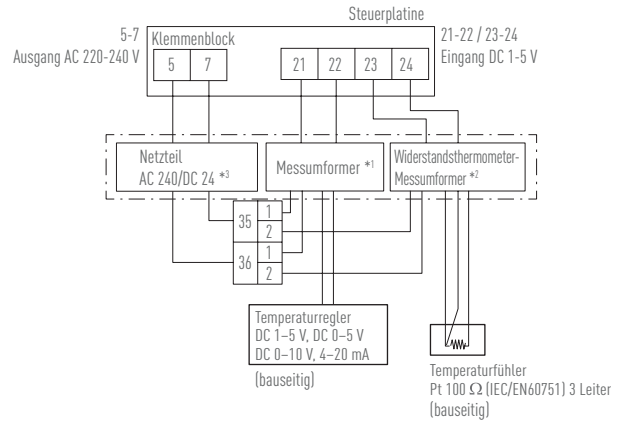 Steuerplatine
5-7
Ausgang AC 220-240 V
Klemmenblock
5 7
21 22 23 24
21-22 / 23-24
Eingang DC 1-5 V
Netzteil
AC 240/DC 24 *3
Messumformer *1
Widerstandsthermometer-
Messumformer *2
35 1
2
36 1
2
Temperaturregler
DC 1–5 V, DC 0–5 V
DC 0–10 V, 4–20 mA
(bauseitig)
Temperaturfühler
Pt 100 Ω (IEC/EN60751) 3 Leiter
(bauseitig)